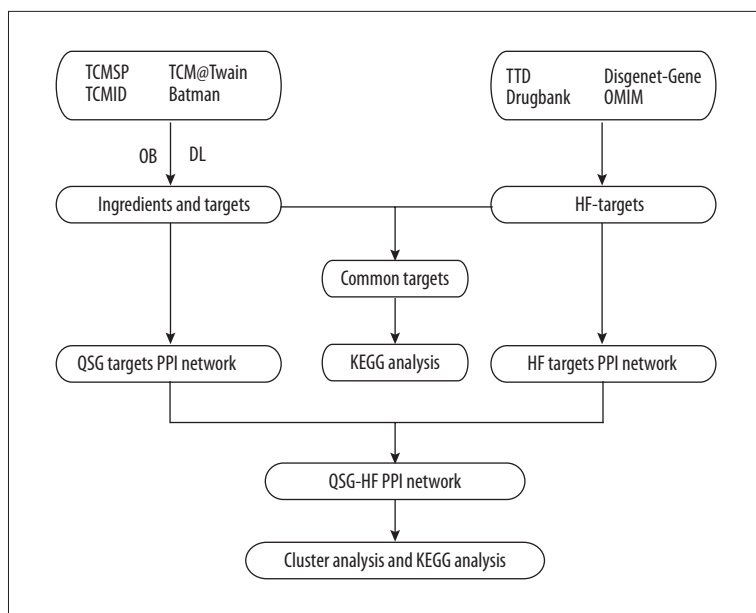 TCMSP TCM@Twain
TCMID Batman
TTD Disgenet-Gene
Drugbank OMIM
OB DL
Ingredients and targets
HF-targets
Common targets
QSG targets PPI network
KEGG analysis
HF targets PPI network
QSG-HF PPI network
Cluster analysis and KEGG analysis